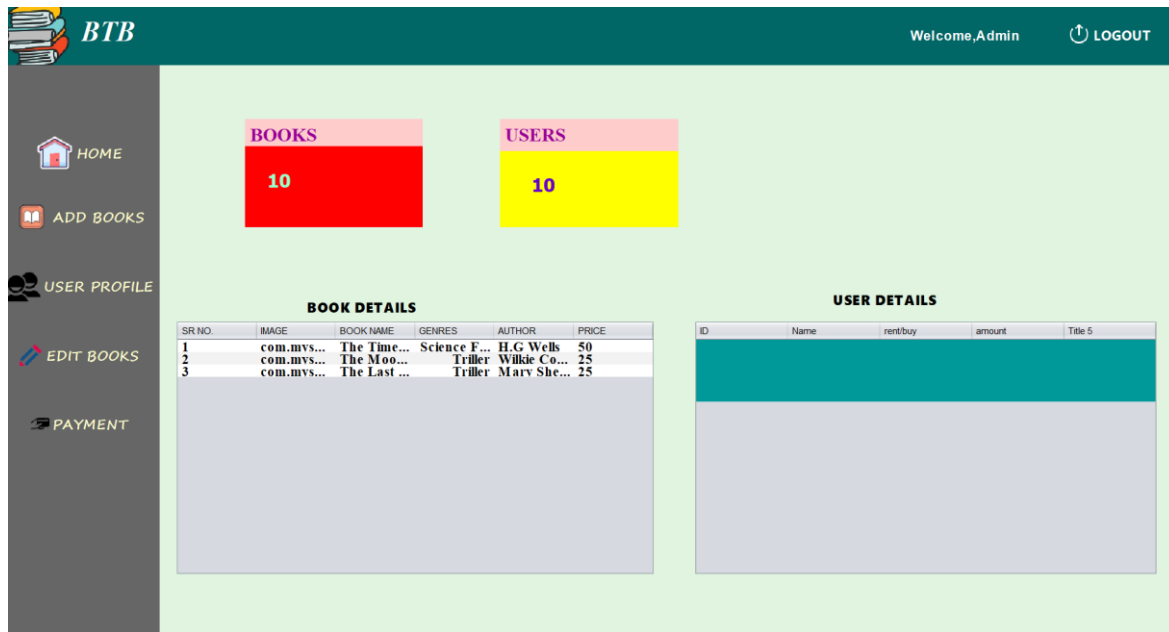 BTB
Welcome,Admin
LOGOUT
HOME
ADD BOOKS
USER PROFILE
EDIT BOOKS
PAYMENT
BOOKS
10
USERS
10
BOOK DETAILS
SR NO. IMAGE BOOK NAME GENRES AUTHOR PRICE
1 com.mys... The Time... Science F... H.G Wells 50
2 com.mys... The Moo... Triller Wilkie Co... 25
3 com.mys... The Last ... Triller Mary She... 25
USER DETAILS
ID Name rent/buy amount Title 5